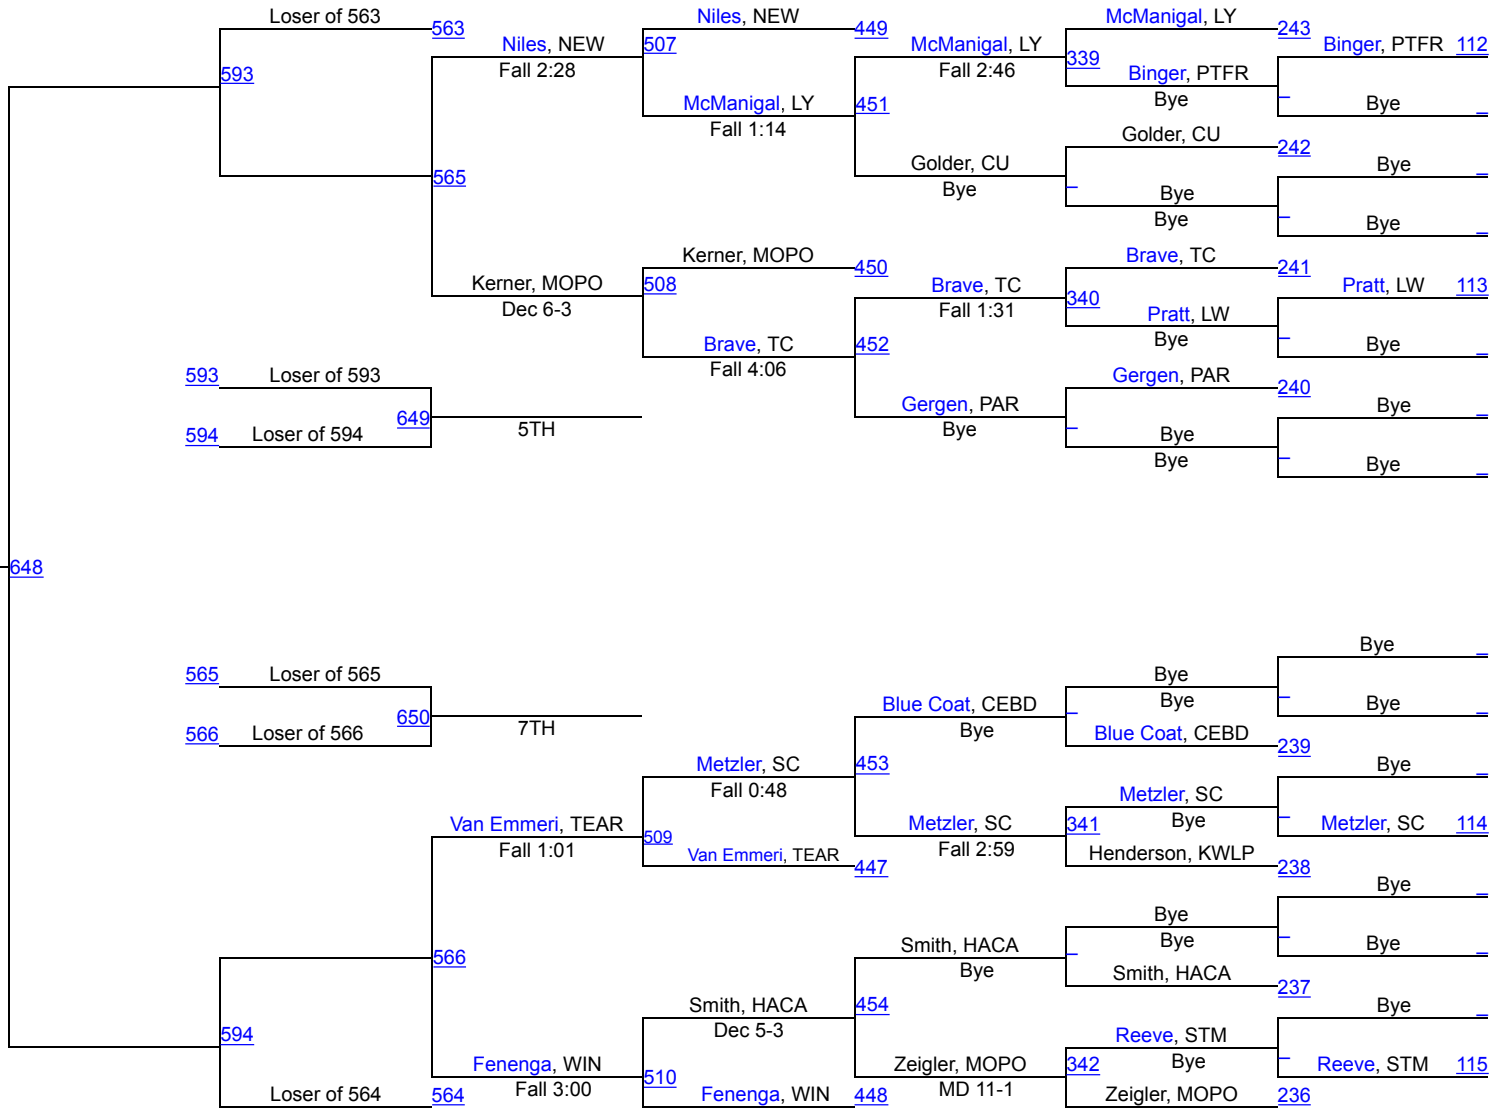 Loser of 563
563
Niles, NEW
449
McManigal, LY
243
Niles, NEW
507
McManigal, LY
Binger, PTFR
112
593
Fall 2:28
Fall 2:46
339
Binger, PTFR
Bye
McManigal, LY
451
Bye
Fall 1:14
Golder, CU
242
565
Golder, CU
Bye
Bye
Bye
Bye
Bye
Kerner, MOPO
450
Brave, TC
241
Kerner, MOPO
508
Brave, TC
Pratt, LW
113
Dec 6-3
Fall 1:31
340
Pratt, LW
Bye
Brave, TC
452
Bye
Fall 4:06
593
Loser of 593
Gergen, PAR
240
649
5TH
Gergen, PAR
Bye
594
Loser of 594
Bye
Bye
Bye
Bye
648
Bye
565
Loser of 565
Bye
Bye
Bye
650
7TH
Blue Coat, CEBD
Bye
566
Loser of 566
Blue Coat, CEBD
239
Metzler, SC
453
Bye
Fall 0:48
Metzler, SC
Bye
Van Emmeri, TEAR
Metzler, SC
341
Metzler, SC
114
Fall 1:01
509
Fall 2:59
Van Emmeri, TEAR
447
Henderson, KWLP
238
Bye
Bye
Bye
566
Smith, HACA
Bye
Bye
Smith, HACA
237
Smith, HACA
454
Bye
594
Dec 5-3
Reeve, STM
Bye
Fenenga, WIN
510
Zeigler, MOPO
342
Reeve, STM
115
Fall 3:00
MD 11-1
Loser of 564
564
Fenenga, WIN
448
Zeigler, MOPO
236